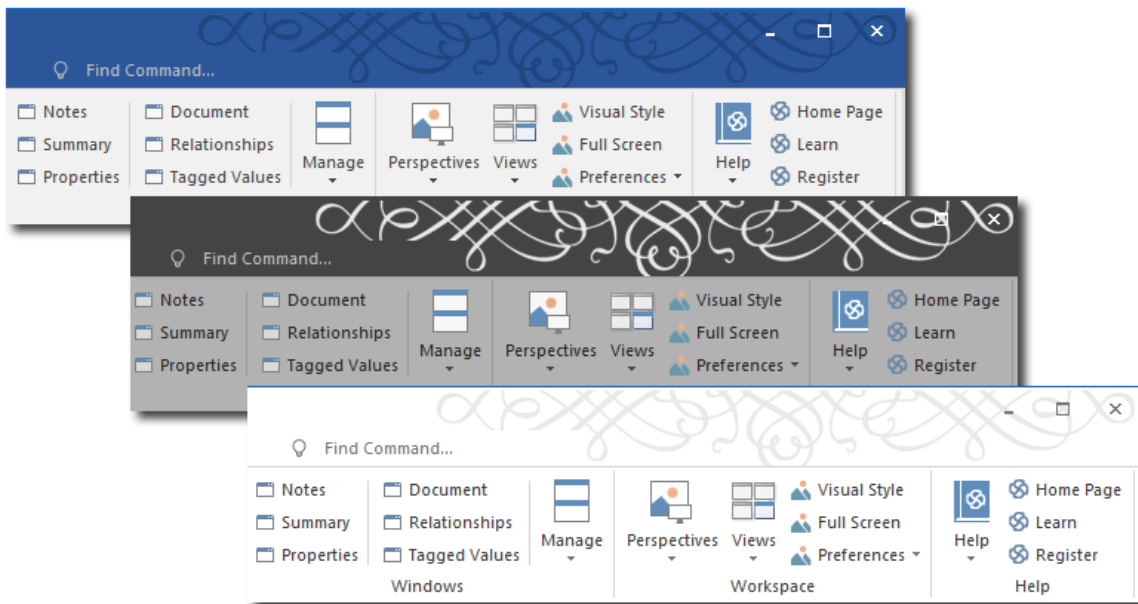 Find Command...
Notes Document Visual Style Home Page
Summary Relationships Full Screen Learn
Manage Perspectives Views Help
Properties Tagged Values Preferences Register
Find Command...
Notes Document Visual Style Home Page
Summary Relationships Full Screen Learn
Manage Perspectives Views Help
Properties Tagged Values Preferences Register
Find Command...
Notes Document Visual Style Home Page
Summary Relationships Full Screen Learn
Manage Perspectives Views Help
Properties Tagged Values Preferences Register
Windows Workspace Help